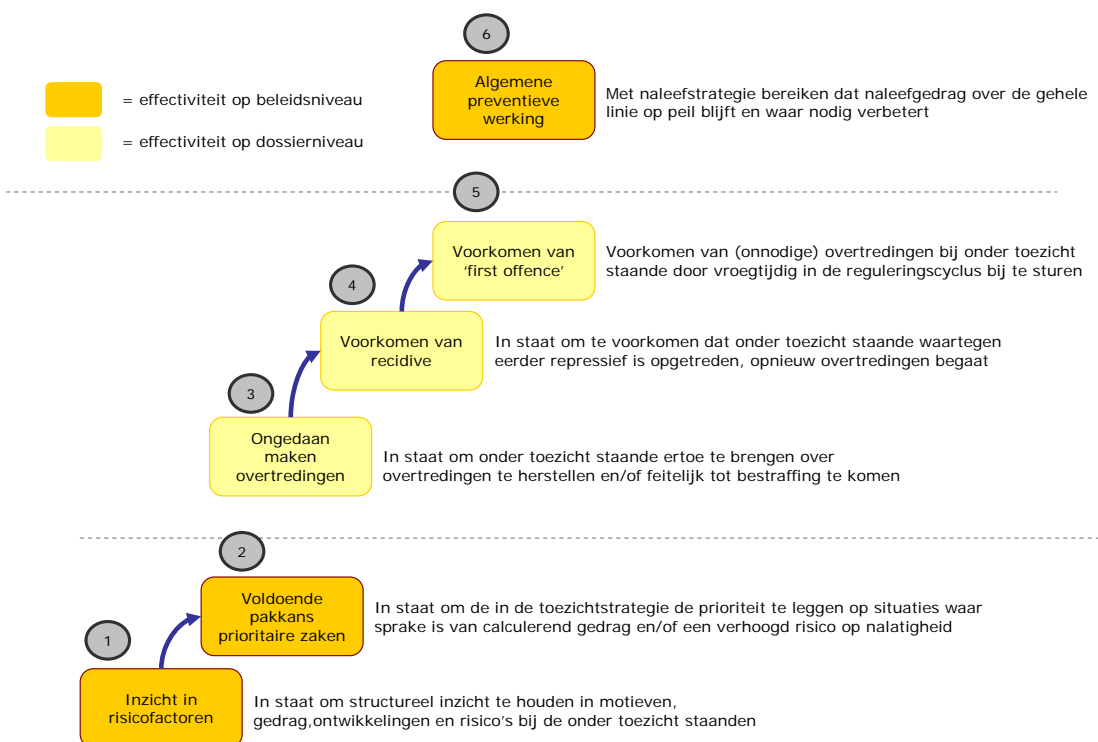 6
Algemene
preventieve
werking
Met naleefstrategie bereiken dat naleefgedrag over de gehele
linie op peil blijft en waar nodig verbetert
= effectiviteit op beleidsniveau
= effectiviteit op dossierniveau
5
Voorkomen van
‘first offence’
Voorkomen van (onnodige) overtredingen bij onder toezicht
staande door vroegtijdig in de reguleringscyclus bij te sturen
4
Voorkomen van
recidive
In staat om te voorkomen dat onder toezicht staande waartegen
eerder repressief is opgetreden, opnieuw overtredingen begaat
3
Ongedaan
maken
overtredingen
In staat om onder toezicht staande ertoe te brengen over
overtredingen te herstellen en/of feitelijk tot bestraffing te komen
2
Voldoende
pakkans
prioritaire zaken
In staat om de in de toezichtstrategie de prioriteit te leggen op situaties waar
sprake is van calculerend gedrag en/of een verhoogd risico op nalatigheid
1
Inzicht in
risicofactoren
In staat om structureel inzicht te houden in motieven,
gedrag,ontwikkelingen en risico’s bij de onder toezicht staanden